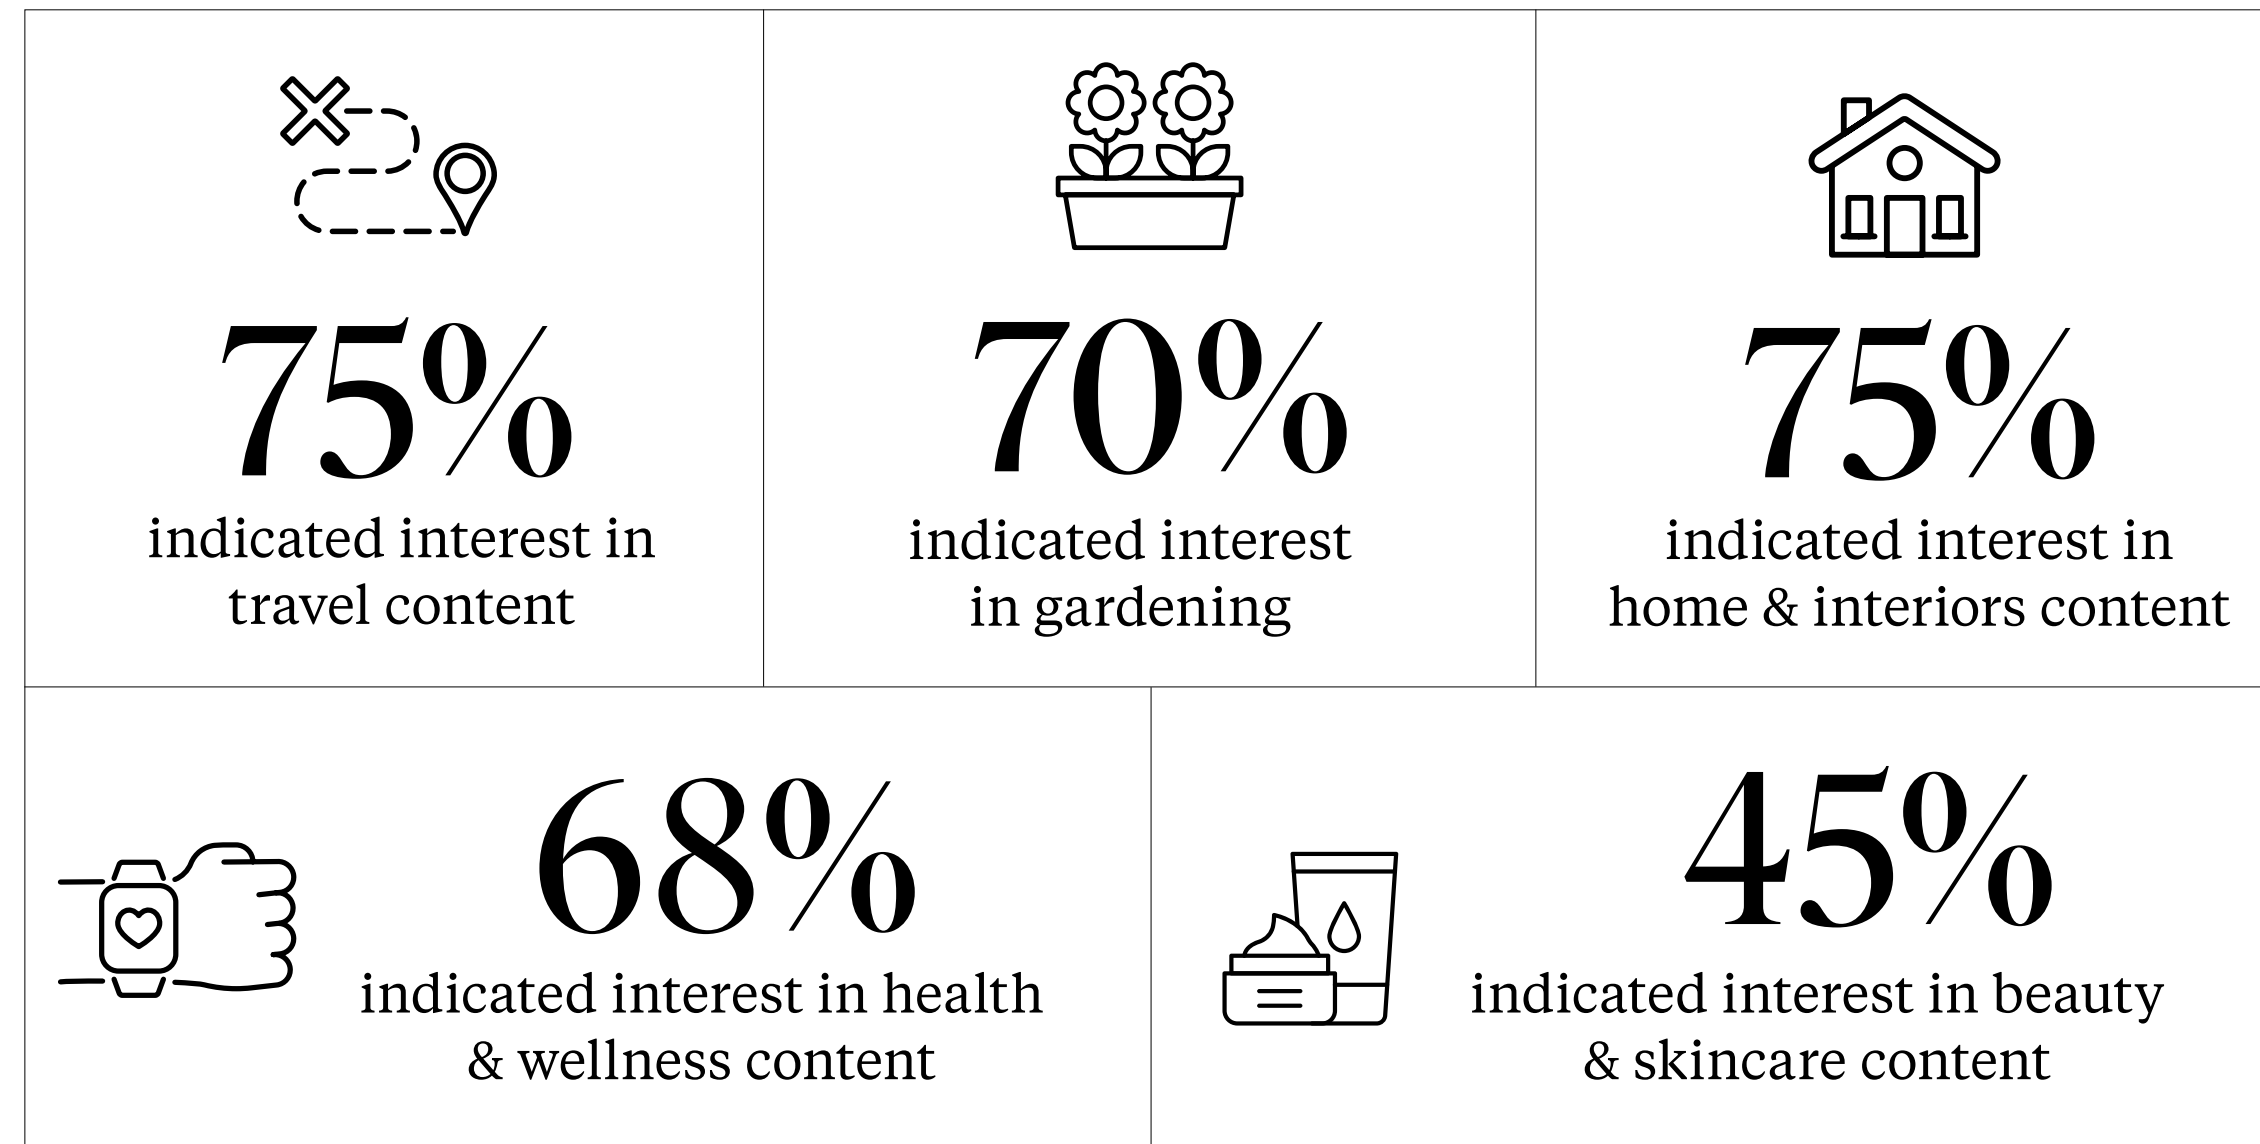 75%
indicated interest in
travel content
70%
indicated interest
in gardening
75%
indicated interest in
home & interiors content
68%
indicated interest in health
& wellness content
45%
indicated interest in beauty
& skincare content